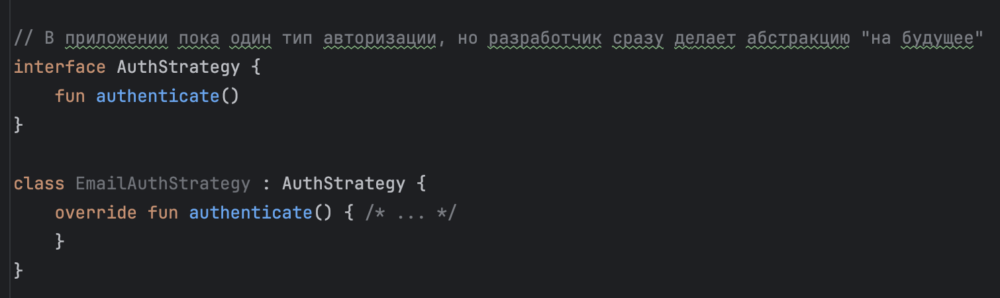 // В приложении пока один тип авторизации, но разработчик сразу делает абстракцию "на будущее"
interface AuthStrategy {
    fun authenticate()
}
class EmailAuthStrategy : AuthStrategy {
    override fun authenticate() { /* ... */
    }
}